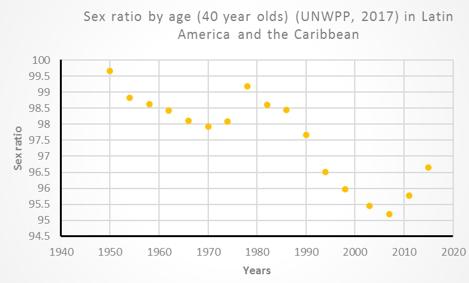 Sex ratio by age (40 year olds) (UNWPP, 2017) in Latin
America and the Caribbean
100
99.5
99
98.5
98
97.5
97
96.5
96
95.5
95
94.5
Sex ratio
1940 1950 1960 1970 1980 1990 2000 2010 2020
Years